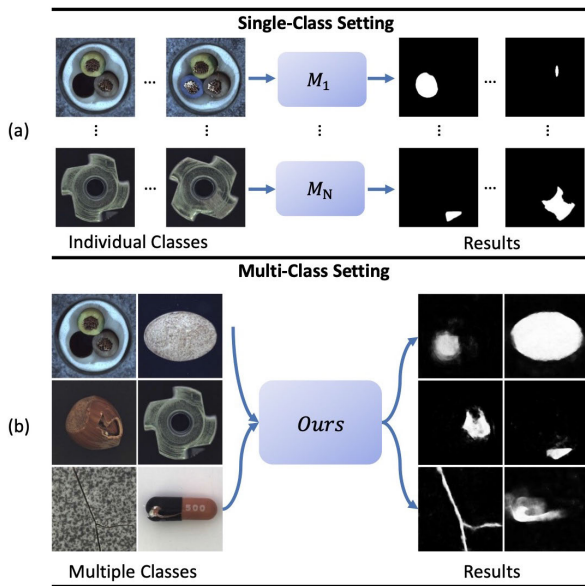 Single-Class Setting
(a)
...
...
M1
...
MN
Individual Classes
Results
Multi-Class Setting
(b)
Ours
500
Multiple Classes
Results